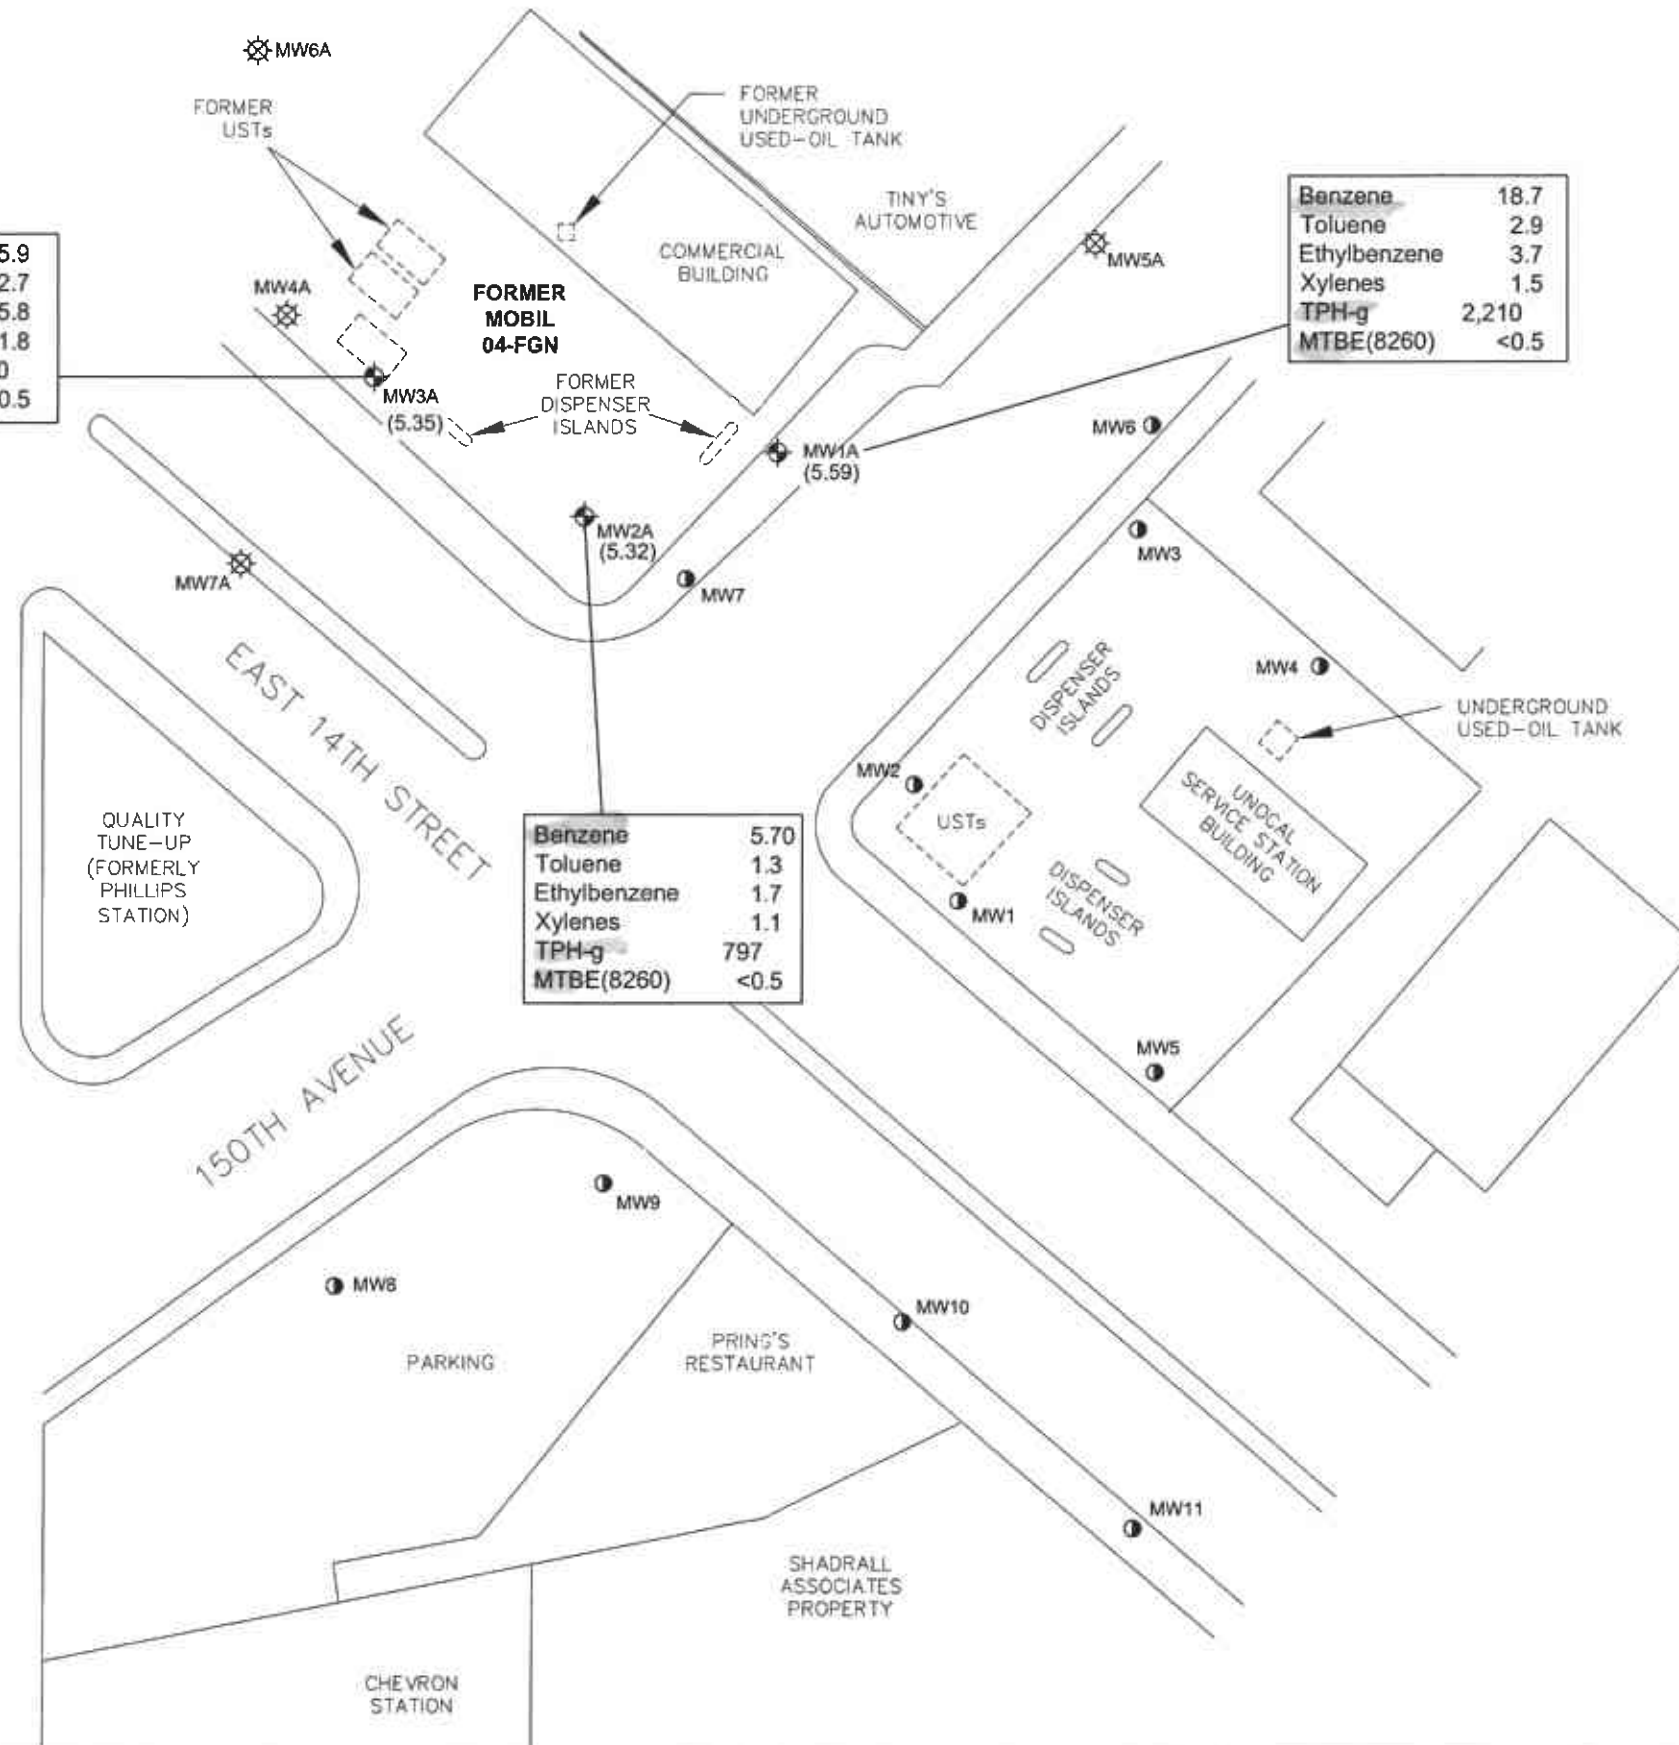 MW6A
FORMER
USTs
FORMER
UNDERGROUND
USED-OIL TANK
TINY'S
AUTOMOTIVE
COMMERCIAL
BUILDING
MW5A
Benzene 18.7
Toluene 2.9
Ethylbenzene 3.7
Xylenes 1.5
TPH-g 2,210
MTBE(8260) <0.5
5.9
2.7
5.8
1.8
0
0.5
MW4A
FORMER
MOBIL
04-FGN
MW3A
(5.35)
FORMER
DISPENSER
ISLANDS
MW1A
(5.59)
MW6
MW2A
(5.32)
MW7
MW3
MW7A
EAST 14TH STREET
DISPENSER
ISLANDS
MW4
UNDERGROUND
USED-OIL TANK
MW2
USTs
UNOCAL
SERVICE STATION
BUILDING
QUALITY
TUNE-UP
(FORMERLY
PHILLIPS
STATION)
Benzene 5.70
Toluene 1.3
Ethylbenzene 1.7
Xylenes 1.1
TPH-g 797
MTBE(8260) <0.5
MW1
DISPENSER
ISLANDS
MW5
150TH AVENUE
MW9
MW8
MW10
PARKING
PRING'S
RESTAURANT
MW11
SHADRALL
ASSOCIATES
PROPERTY
CHEVRON
STATION